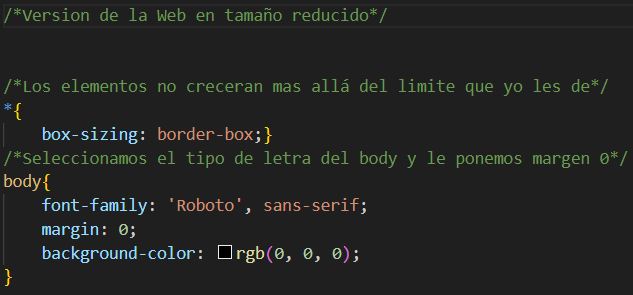 /*Version de la Web en tamaño reducido*/
/*Los elementos no creceran mas allá del limite que yo les de*/
*{
box-sizing: border-box;}
/*Seleccionamos el tipo de letra del body y le ponemos margen 0*/
body{
font-family: 'Roboto', sans-serif;
margin: 0;
background-color: rgb(0, 0, 0);
}